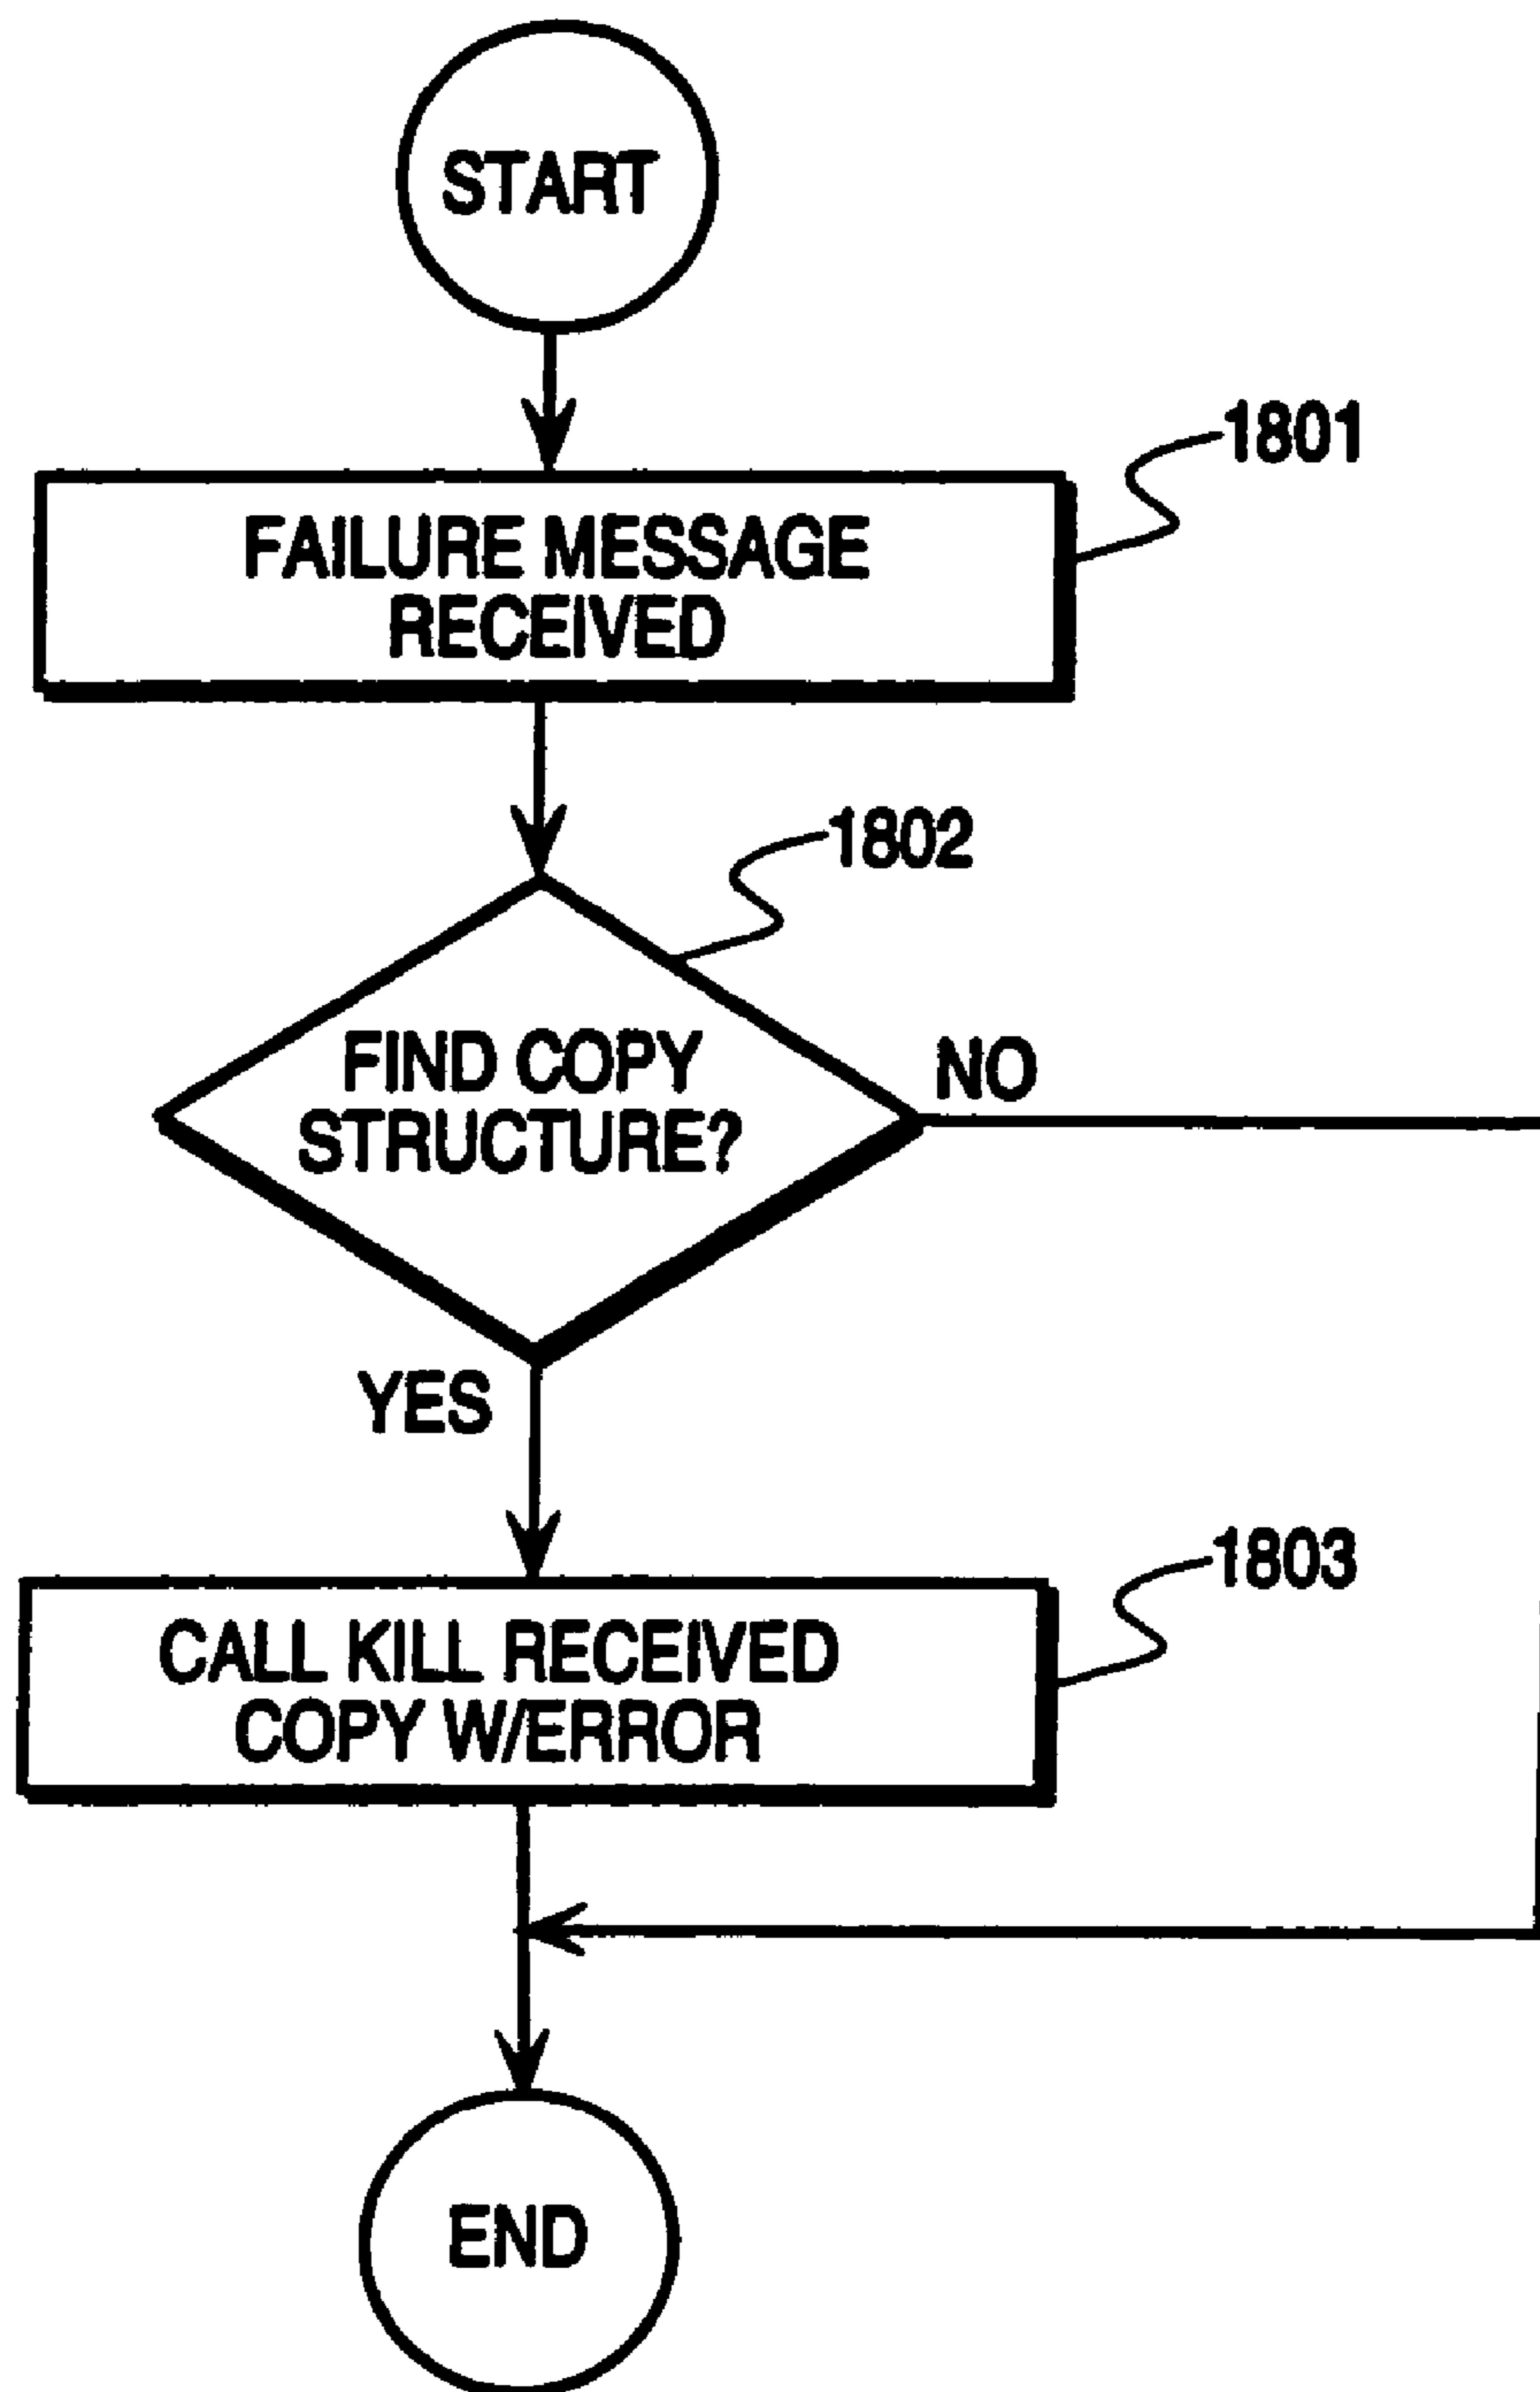 START
1801
FAILURE MESSAGE
RECEIVED
1802
FIND COPY
STRUCTURE?
NO
YES
1803
CALL KILL RECEIVED
COPY W/ERROR
END